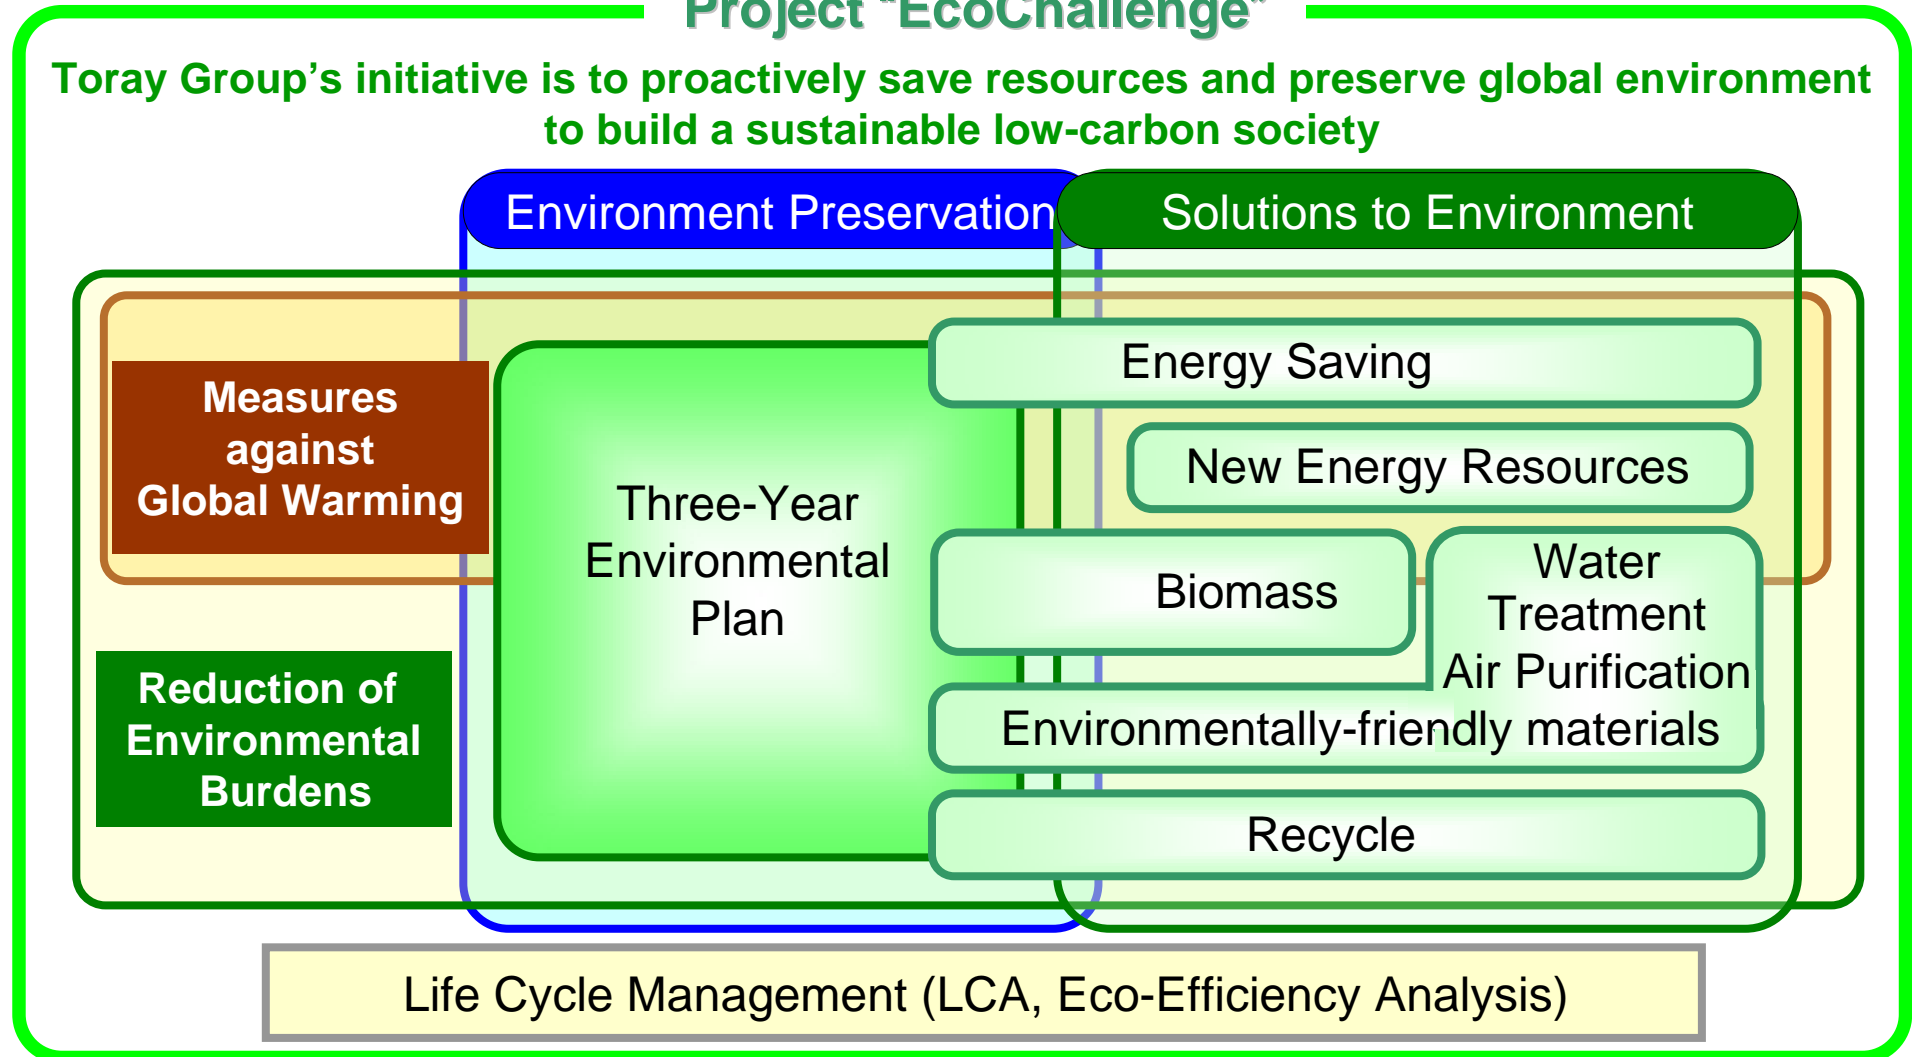 Project "EcoChallenge"
Toray Group's initiative is to proactively save resources and preserve global environment
to build a sustainable low-carbon society
Environment Preservation
Solutions to Environment
Measures
against
Global Warming
Reduction of
Environmental
Burdens
Three-Year
Environmental
Plan
Energy Saving
New Energy Resources
Biomass
Water
Treatment
Air Purification
Environmentally-friendly materials
Recycle
Life Cycle Management (LCA, Eco-Efficiency Analysis)